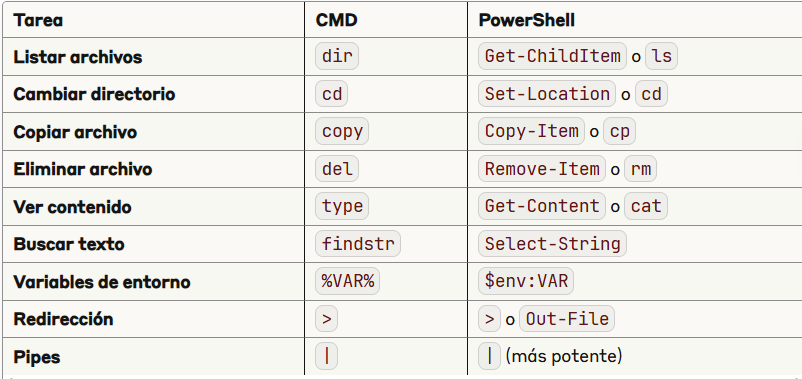 Tarea CMD PowerShell
Listar archivos dir Get-ChildItem o ls
Cambiar directorio cd Set-Location o cd
Copiar archivo copy Copy-Item o cp
Eliminar archivo del Remove-Item o rm
Ver contenido type Get-Content o cat
Buscar texto findstr Select-String
Variables de entorno %VAR% $env:VAR
Redirección > > o Out-File
Pipes | | (más potente)